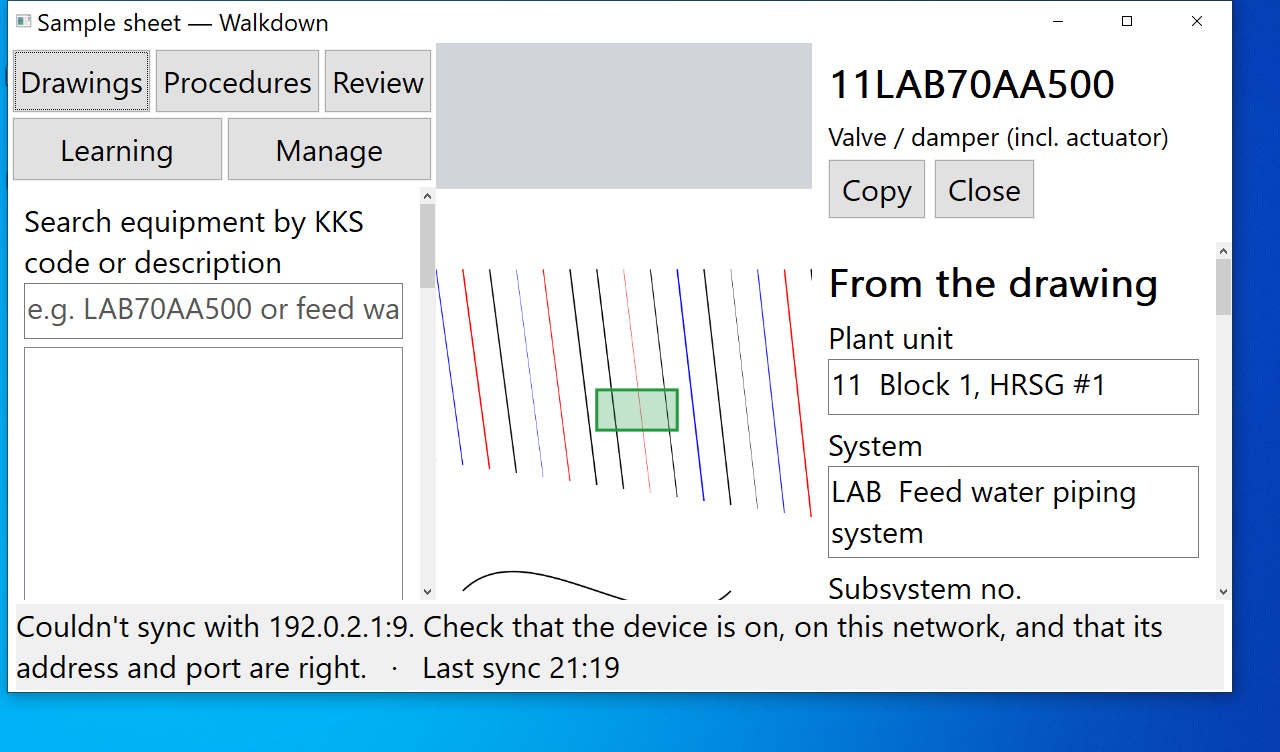 Sample sheet — Walkdown
Drawings
Procedures
Review
Learning
Manage
Search equipment by KKS
code or description
e.g. LAB70AA500 or feed wa
11LAB70AA500
Valve / damper (incl. actuator)
Copy
Close
From the drawing
Plant unit
11  Block 1, HRSG #1
System
LAB  Feed water piping
system
Subsystem no.
Couldn't sync with 192.0.2.1:9. Check that the device is on, on this network, and that its
address and port are right.   ·   Last sync 21:19